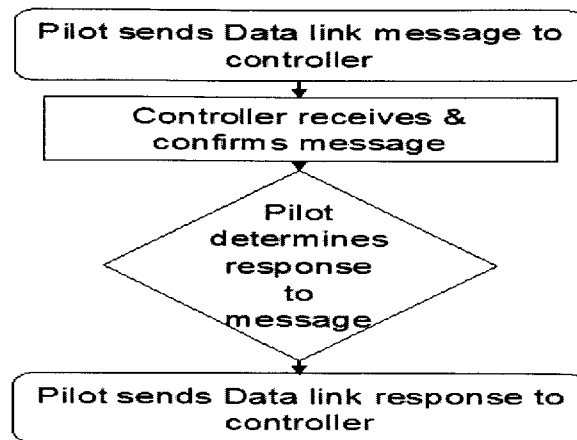 Pilot sends Data link message to
controller
Controller receives &
confirms message
Pilot
determines
response
to
message
Pilot sends Data link response to
controller